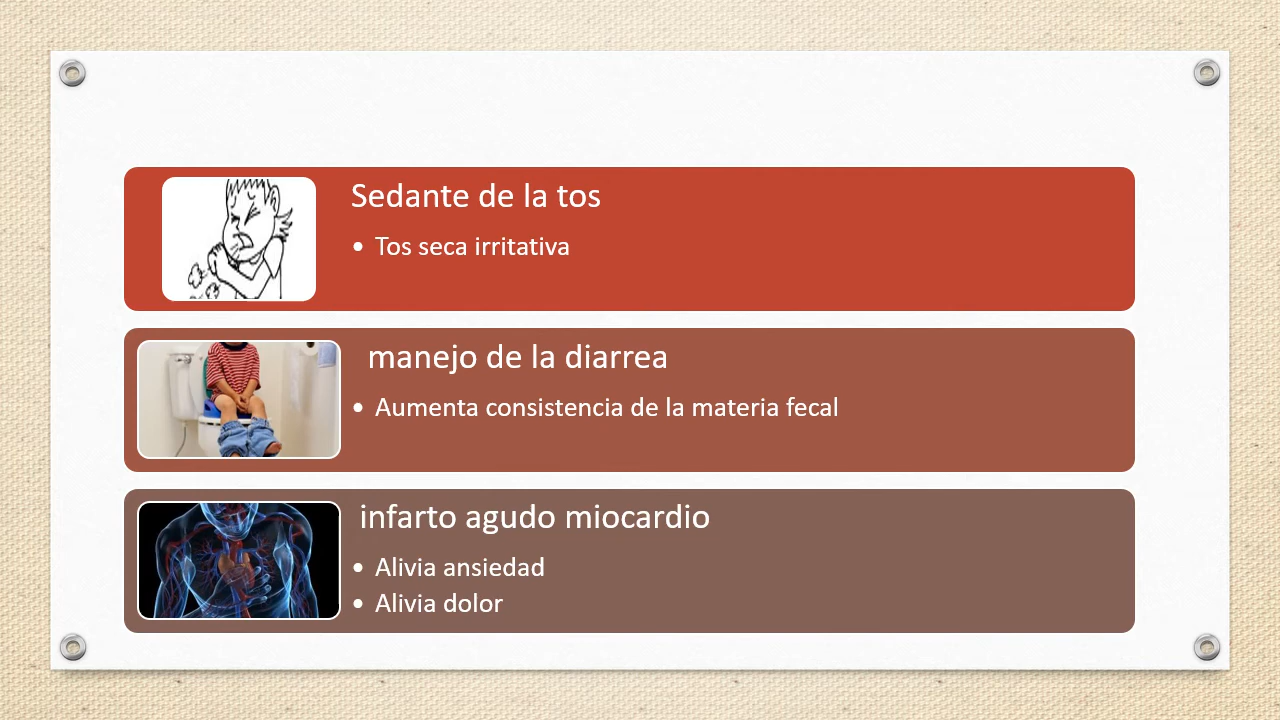 Sedante de la tos
• Tos seca irritativa
manejo de la diarrea
• Aumenta consistencia de la materia fecal
infarto agudo miocardio
• Alivia ansiedad
• Alivia dolor